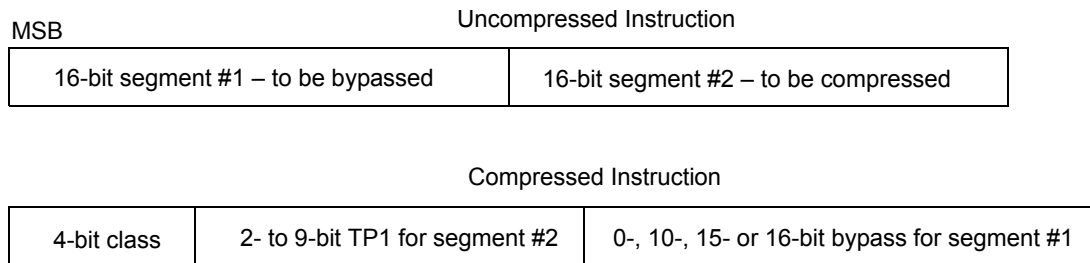 Uncompressed Instruction
MSB
16-bit segment #1 – to be bypassed
16-bit segment #2 – to be compressed
Compressed Instruction
4-bit class
2- to 9-bit TP1 for segment #2
0-, 10-, 15- or 16-bit bypass for segment #1